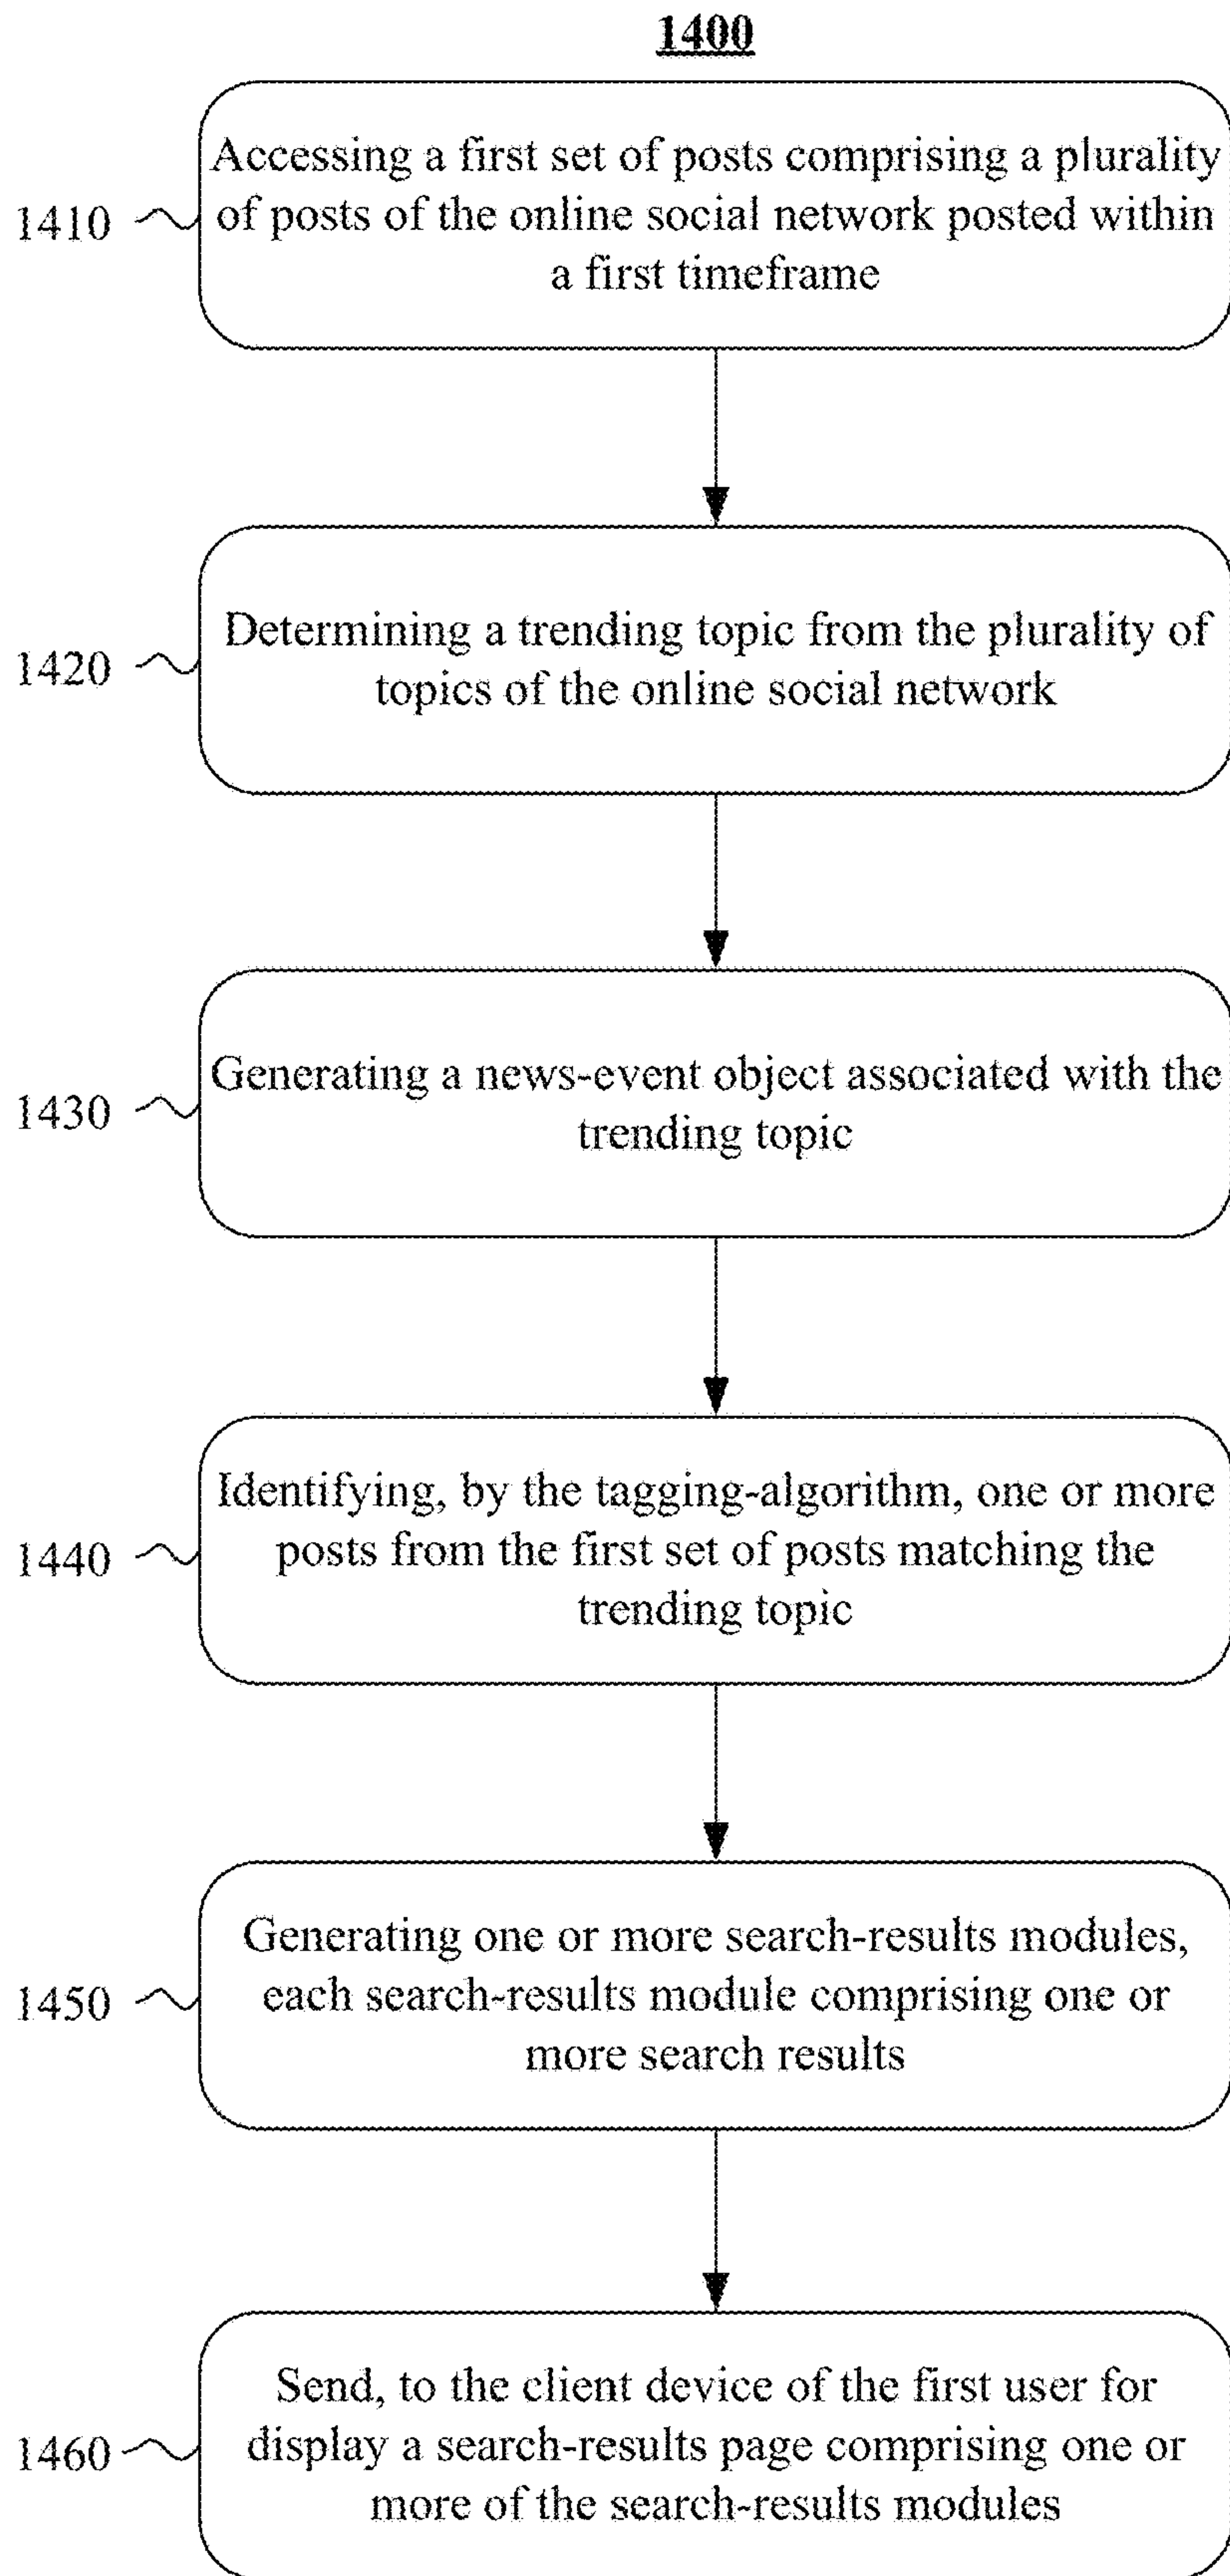 1400
1410
Accessing a first set of posts comprising a plurality
of posts of the online social network posted within
a first timeframe
1420
Determining a trending topic from the plurality of
topics of the online social network
1430
Generating a news-event object associated with the
trending topic
1440
Identifying, by the tagging-algorithm, one or more
posts from the first set of posts matching the
trending topic
1450
Generating one or more search-results modules,
each search-results module comprising one or
more search results
1460
Send, to the client device of the first user for
display a search-results page comprising one or
more of the search-results modules